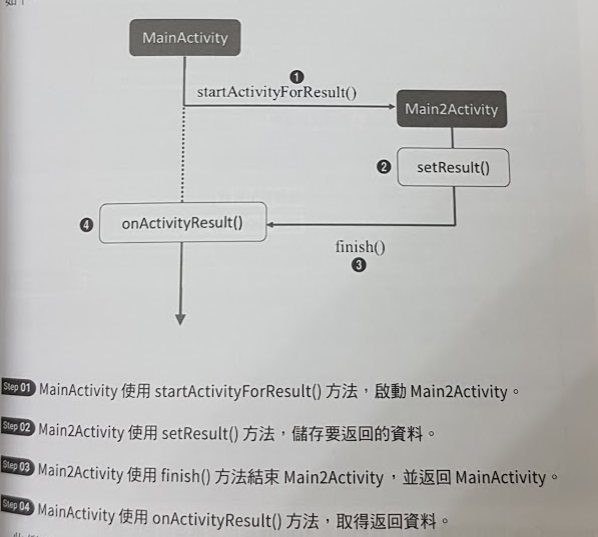 MainActivity
❶
startActivityForResult()
Main2Activity
❷ setResult()
❹ onActivityResult()
finish()
❸
Step 01 MainActivity 使用 startActivityForResult() 方法，啟動 Main2Activity。
Step 02 Main2Activity 使用 setResult() 方法，儲存要返回的資料。
Step 03 Main2Activity 使用 finish() 方法結束 Main2Activity，並返回 MainActivity。
Step 04 MainActivity 使用 onActivityResult() 方法，取得返回資料。